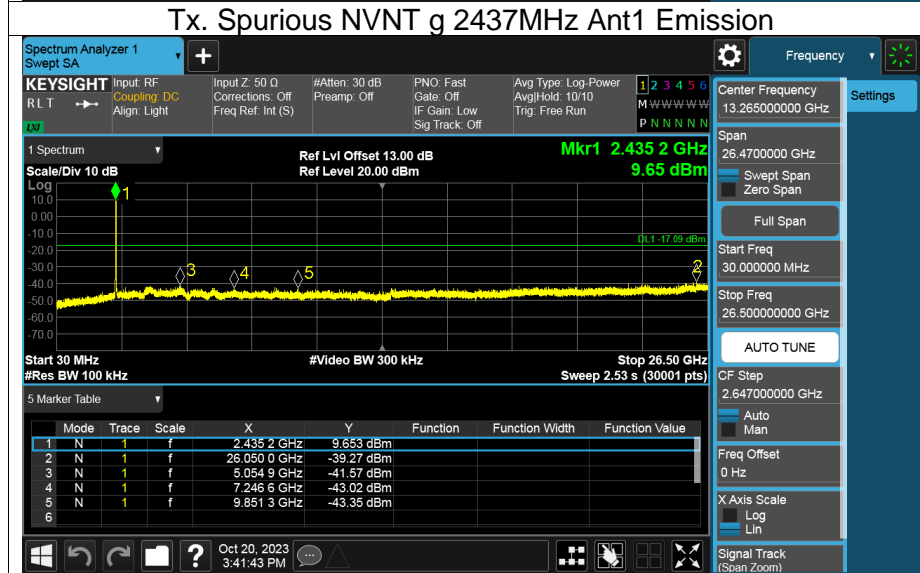 Tx. Spurious NVNT g 2437MHz Ant1 Emission
Spectrum Analyzer 1
Swept SA
+
Frequency
KEYSIGHT
RLT
LXI
Input: RF
Coupling: DC
Align: Light
Input Z: 50 Ω
Corrections: Off
Freq Ref: Int (S)
#Atten: 30 dB
Preamp: Off
PNO: Fast
Gate: Off
IF Gain: Low
Sig Track: Off
Avg Type: Log-Power
Avg|Hold: 10/10
Trig: Free Run
1 2 3 4 5 6
M W W W W W
P N N N N N
1 Spectrum
Scale/Div 10 dB
Ref Lvl Offset 13.00 dB
Ref Level 20.00 dBm
Mkr1 2.435 2 GHz
9.65 dBm
Log
10.0
0.00
-10.0
-20.0
-30.0
-40.0
-50.0
-60.0
-70.0
1
DL1 -17.09 dBm
2
3
4
5
Start 30 MHz
#Res BW 100 kHz
#Video BW 300 kHz
Stop 26.50 GHz
Sweep 2.53 s (30001 pts)
5 Marker Table
Mode Trace Scale X Y Function Function Width Function Value
1 N 1 f 2.435 2 GHz 9.653 dBm
2 N 1 f 26.050 0 GHz -39.27 dBm
3 N 1 f 5.054 9 GHz -41.57 dBm
4 N 1 f 7.246 6 GHz -43.02 dBm
5 N 1 f 9.851 3 GHz -43.35 dBm
6
?
Oct 20, 2023
3:41:43 PM
Center Frequency
13.265000000 GHz
Settings
Span
26.4700000 GHz
Swept Span
Zero Span
Full Span
Start Freq
30.000000 MHz
Stop Freq
26.500000000 GHz
AUTO TUNE
CF Step
2.647000000 GHz
Auto
Man
Freq Offset
0 Hz
X Axis Scale
Log
Lin
Signal Track
(Span Zoom)